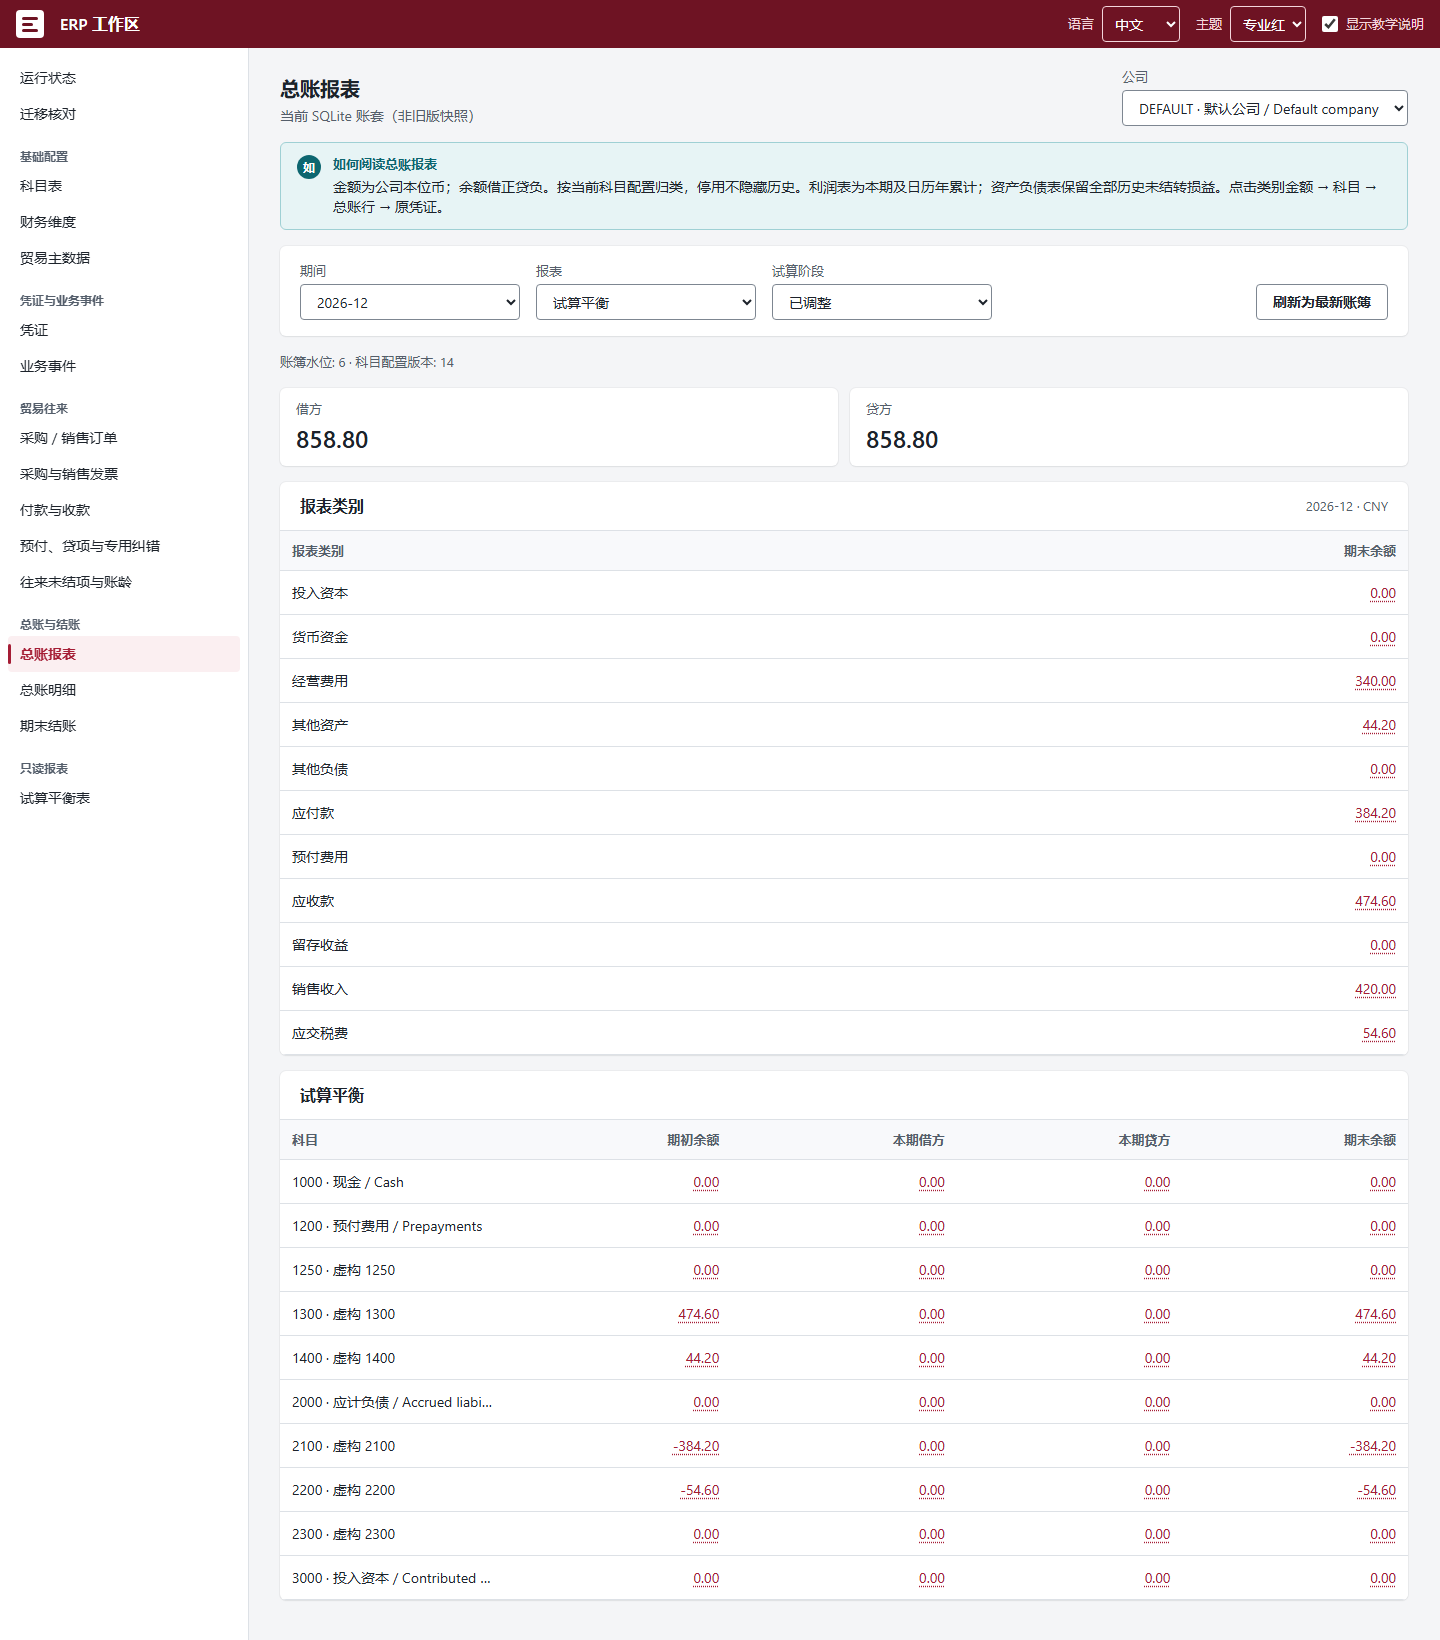 ERP 工作区
语言 中文 主题 专业红 显示教学说明
运行状态
迁移核对
基础配置
科目表
财务维度
贸易主数据
凭证与业务事件
凭证
业务事件
贸易往来
采购 / 销售订单
采购与销售发票
付款与收款
预付、贷项与专用纠错
往来未结项与账龄
总账与结账
总账报表
总账明细
期末结账
只读报表
试算平衡表
总账报表
当前 SQLite 账套（非旧版快照）
公司
DEFAULT · 默认公司 / Default company
如
如何阅读总账报表
金额为公司本位币；余额借正贷负。按当前科目配置归类，停用不隐藏历史。利润表为本期及日历年累计；资产负债表保留全部历史未结转损益。点击类别金额 → 科目 →
总账行 → 原凭证。
期间 报表 试算阶段
2026-12 试算平衡 已调整 刷新为最新账簿
账簿水位: 6 · 科目配置版本: 14
借方
858.80
贷方
858.80
报表类别 2026-12 · CNY
报表类别 期末余额
投入资本 0.00
货币资金 0.00
经营费用 340.00
其他资产 44.20
其他负债 0.00
应付款 384.20
预付费用 0.00
应收款 474.60
留存收益 0.00
销售收入 420.00
应交税费 54.60
试算平衡
科目 期初余额 本期借方 本期贷方 期末余额
1000 · 现金 / Cash 0.00 0.00 0.00 0.00
1200 · 预付费用 / Prepayments 0.00 0.00 0.00 0.00
1250 · 虚构 1250 0.00 0.00 0.00 0.00
1300 · 虚构 1300 474.60 0.00 0.00 474.60
1400 · 虚构 1400 44.20 0.00 0.00 44.20
2000 · 应计负债 / Accrued liabi... 0.00 0.00 0.00 0.00
2100 · 虚构 2100 -384.20 0.00 0.00 -384.20
2200 · 虚构 2200 -54.60 0.00 0.00 -54.60
2300 · 虚构 2300 0.00 0.00 0.00 0.00
3000 · 投入资本 / Contributed ... 0.00 0.00 0.00 0.00